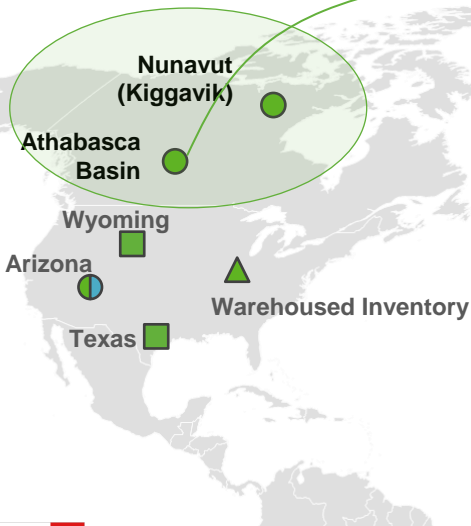 Nunavut
(Kiggavik)
Athabasca
Basin
Wyoming
Arizona
Warehoused Inventory
Texas